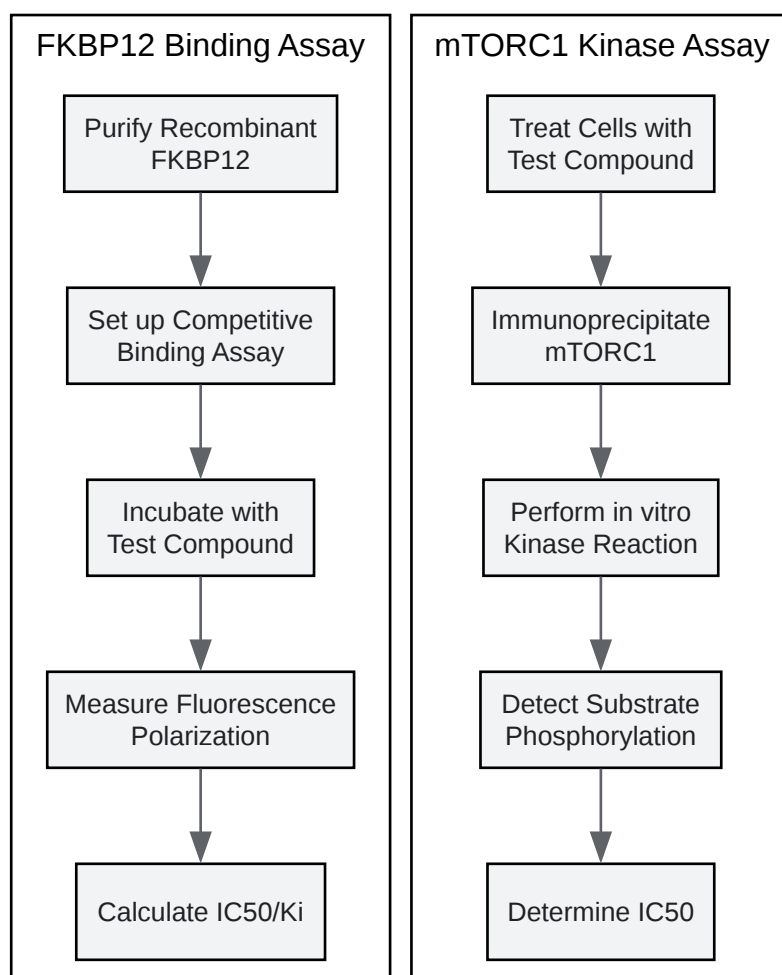 FKBP12 Binding Assay
Purify Recombinant
FKBP12
Set up Competitive
Binding Assay
Incubate with
Test Compound
Measure Fluorescence
Polarization
Calculate IC50/Ki
mTORC1 Kinase Assay
Treat Cells with
Test Compound
Immunoprecipitate
mTORC1
Perform in vitro
Kinase Reaction
Detect Substrate
Phosphorylation
Determine IC50